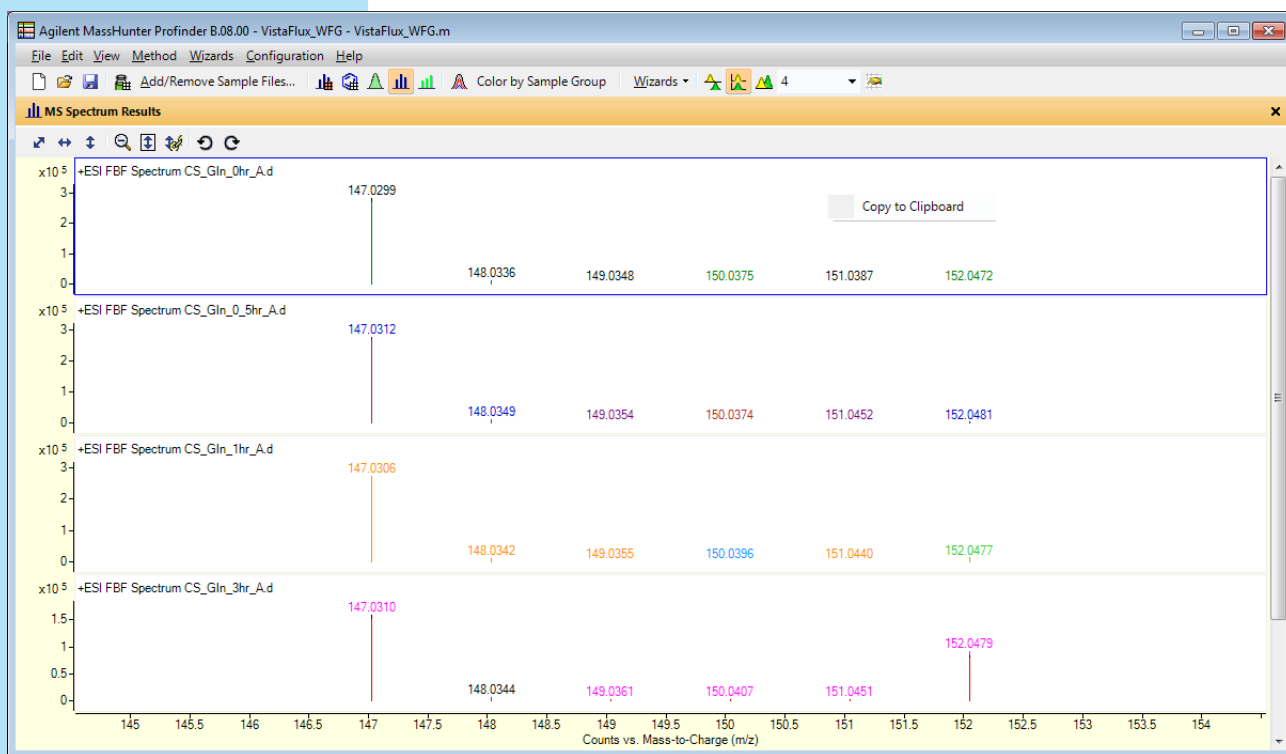 Agilent MassHunter Profinder B.08.00 - VistaFlux_WFG - VistaFlux_WFG.m
File Edit View Method Wizards Configuration Help
Add/Remove Sample Files... Color by Sample Group Wizards 4
MS Spectrum Results
x10 5 +ESI FBF Spectrum CS_Gln_0hr_A.d
3
2
1
0
147.0299
148.0336 149.0348 150.0375 151.0387 152.0472
Copy to Clipboard
x10 5 +ESI FBF Spectrum CS_Gln_0_5hr_A.d
3
2
1
0
147.0312
148.0349 149.0354 150.0374 151.0452 152.0481
x10 5 +ESI FBF Spectrum CS_Gln_1hr_A.d
3
2
1
0
147.0306
148.0342 149.0355 150.0396 151.0440 152.0477
x10 5 +ESI FBF Spectrum CS_Gln_3hr_A.d
1.5
1
0.5
0
147.0310
152.0479
148.0344 149.0361 150.0407 151.0451
145 145.5 146 146.5 147 147.5 148 148.5 149 149.5 150 150.5 151 151.5 152 152.5 153 153.5 154
Counts vs. Mass-to-Charge (m/z)